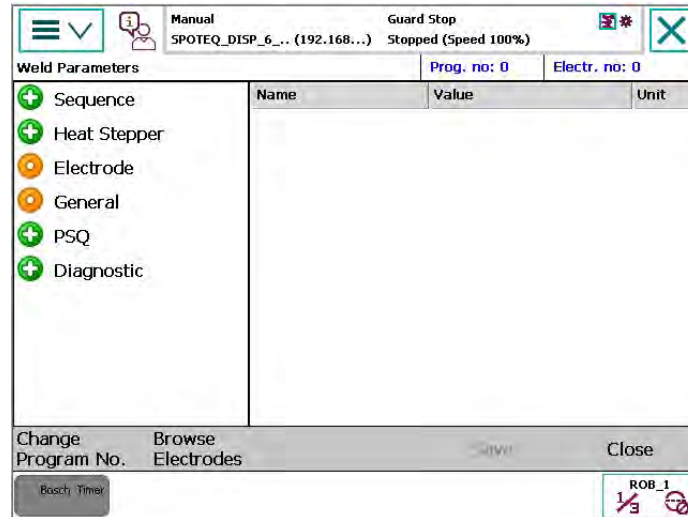 Manual
Guard Stop
SPOTEQ_DISP_6_.. (192.168...)
Stopped (Speed 100%)
Weld Parameters
Prog. no: 0
Electr. no: 0
Name
Value
Unit
Sequence
Heat Stepper
Electrode
General
PSQ
Diagnostic
Change
Program No.
Browse
Electrodes
Save
Close
Bosch Timer
ROB_1
1/3